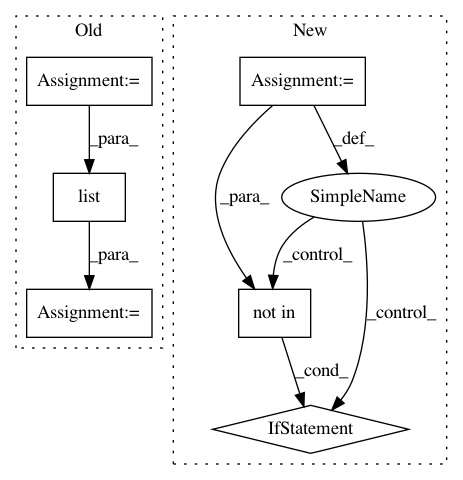 Old
New
Assignment:=
Assignment:=
_para_
_def_
list
SimpleName
_para_
_para_
_control_
Assignment:=
not in
_control_
_cond_
IfStatement